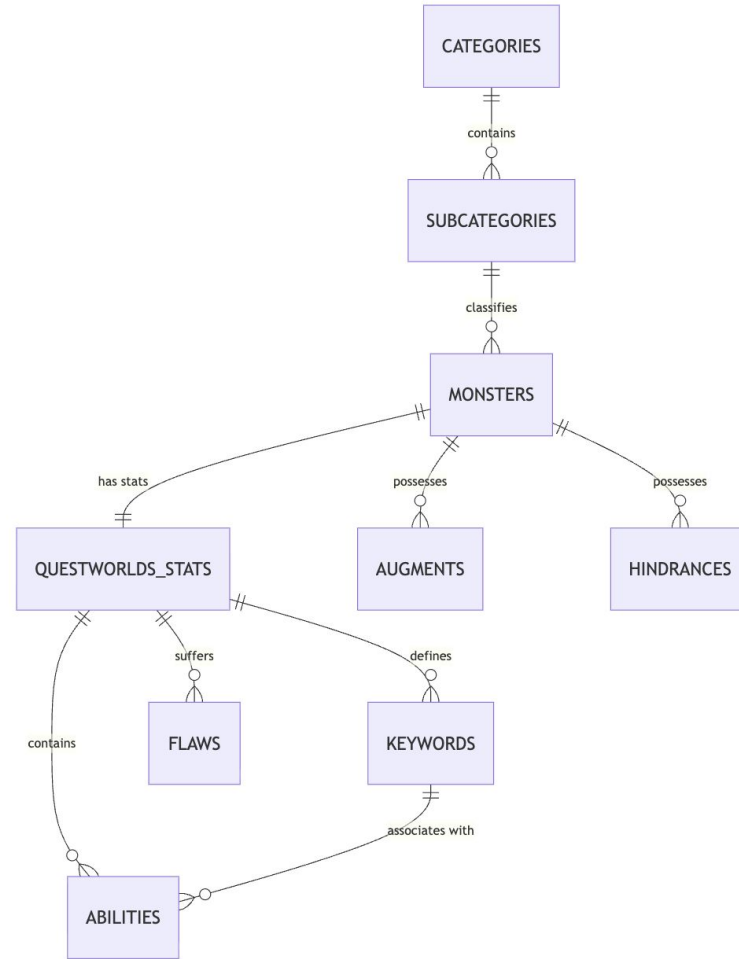 CATEGORIES
contains
SUBCATEGORIES
classifies
MONSTERS
has stats
possesses
possesses
QUESTWORLDS_STATS
AUGMENTS
HINDRANCES
suffers
defines
contains
FLAWS
KEYWORDS
associates with
ABILITIES